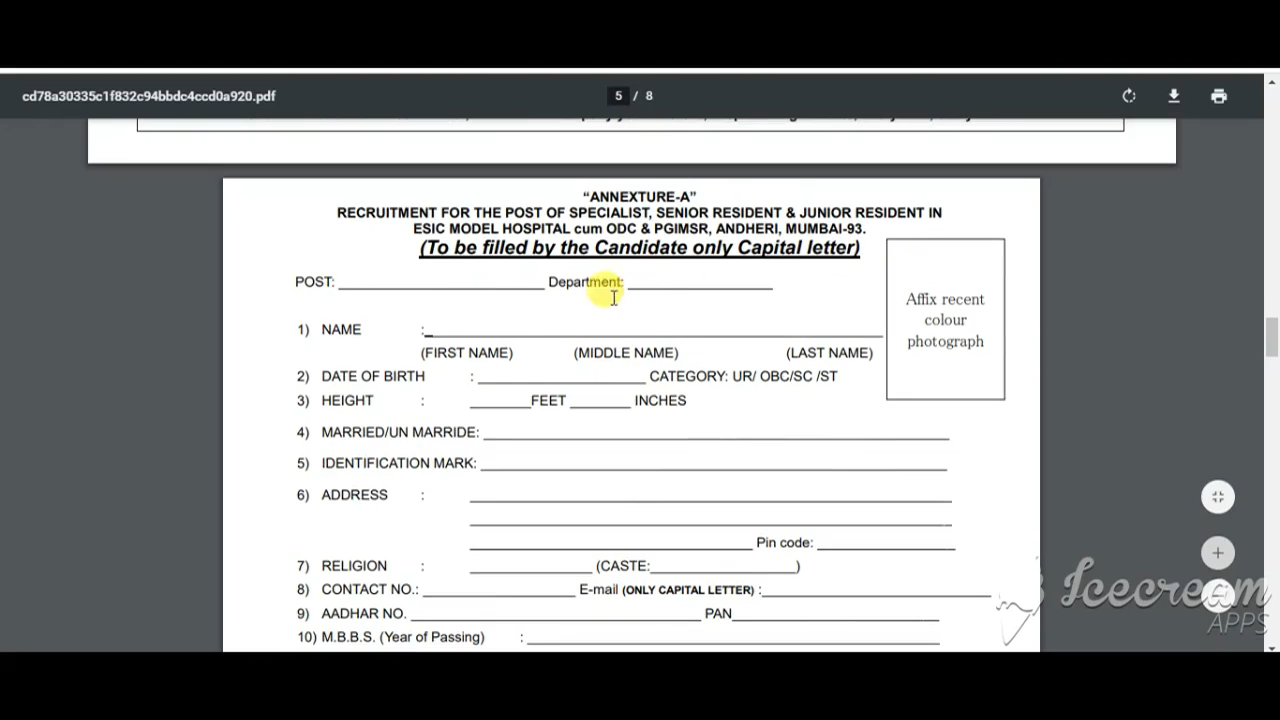 cd78a30335c1f832c94bbdc4ccd0a920.pdf
5 / 8
"ANNEXTURE-A"
RECRUITMENT FOR THE POST OF SPECIALIST, SENIOR RESIDENT & JUNIOR RESIDENT IN
ESIC MODEL HOSPITAL cum ODC & PGIMSR, ANDHERI, MUMBAI-93.
(To be filled by the Candidate only Capital letter)
POST: Department:
Affix recent
colour
photograph
1) NAME :
(FIRST NAME) (MIDDLE NAME) (LAST NAME)
2) DATE OF BIRTH : CATEGORY: UR/ OBC/SC /ST
3) HEIGHT : FEET INCHES
4) MARRIED/UN MARRIDE:
5) IDENTIFICATION MARK:
6) ADDRESS :
Pin code:
7) RELIGION : (CASTE: )
8) CONTACT NO.: E-mail (ONLY CAPITAL LETTER) :
9) AADHAR NO. PAN
10) M.B.B.S. (Year of Passing) :
Icecream
APPS